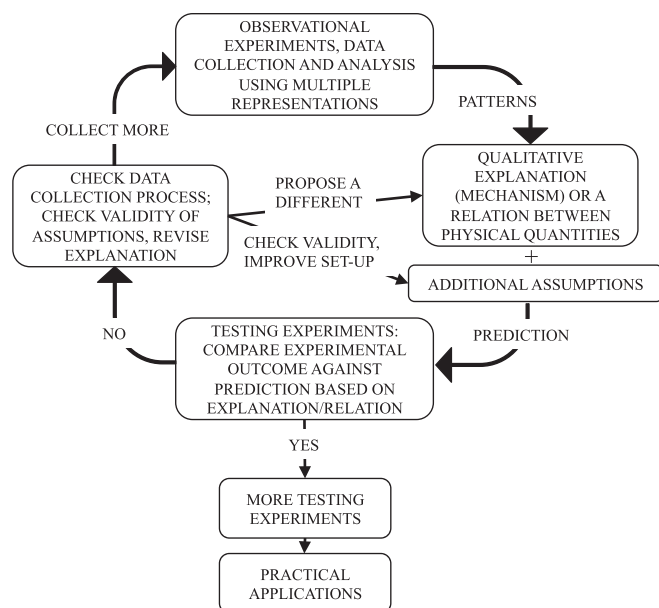 OBSERVATIONAL
EXPERIMENTS, DATA
COLLECTION AND ANALYSIS
USING MULTIPLE
REPRESENTATIONS
PATTERNS
COLLECT MORE
QUALITATIVE
EXPLANATION
(MECHANISM) OR A
RELATION BETWEEN
PHYSICAL QUANTITIES
+
ADDITIONAL ASSUMPTIONS
CHECK DATA
COLLECTION PROCESS;
CHECK VALIDITY OF
ASSUMPTIONS, REVISE
EXPLANATION
PROPOSE A
DIFFERENT
CHECK VALIDITY,
IMPROVE SET-UP
PREDICTION
NO
TESTING EXPERIMENTS:
COMPARE EXPERIMENTAL
OUTCOME AGAINST
PREDICTION BASED ON
EXPLANATION/RELATION
YES
MORE TESTING
EXPERIMENTS
PRACTICAL
APPLICATIONS